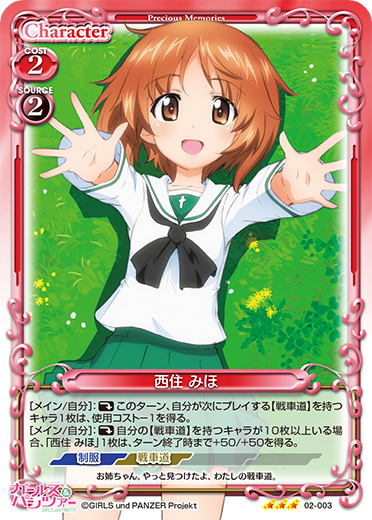 Precious Memories
Character
COST
2
SOURCE
2
西住 みほ
[メイン/自分]:このターン、自分が次にプレイする【戦車道】を持つ
キャラ1枚は、使用コスト-1を得る。
[メイン/自分]:自分の【戦車道】を持つキャラが10枚以上いる場
合、「西住 みほ」1枚は、ターン終了時まで+50/+50を得る。
制服 戦車道
お姉ちゃん。やっと見つけたよ、わたしの戦車道。
ガールズ&パンツァー
GIRLS und PANZER
©GIRLS und PANZER Projekt
02-003